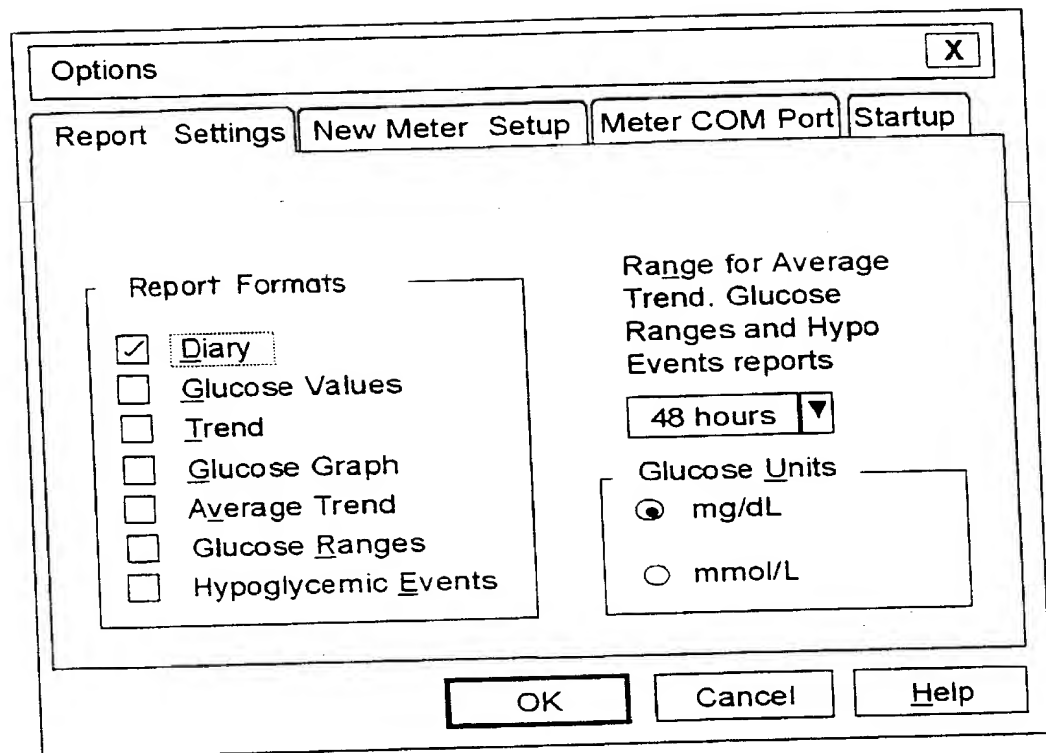 Options X
Report Settings New Meter Setup Meter COM Port Startup
Report Formats
Diary
Glucose Values
Trend
Glucose Graph
Average Trend
Glucose Ranges
Hypoglycemic Events
Range for Average
Trend. Glucose
Ranges and Hypo
Events reports
48 hours
Glucose Units
mg/dL
mmol/L
OK Cancel Help